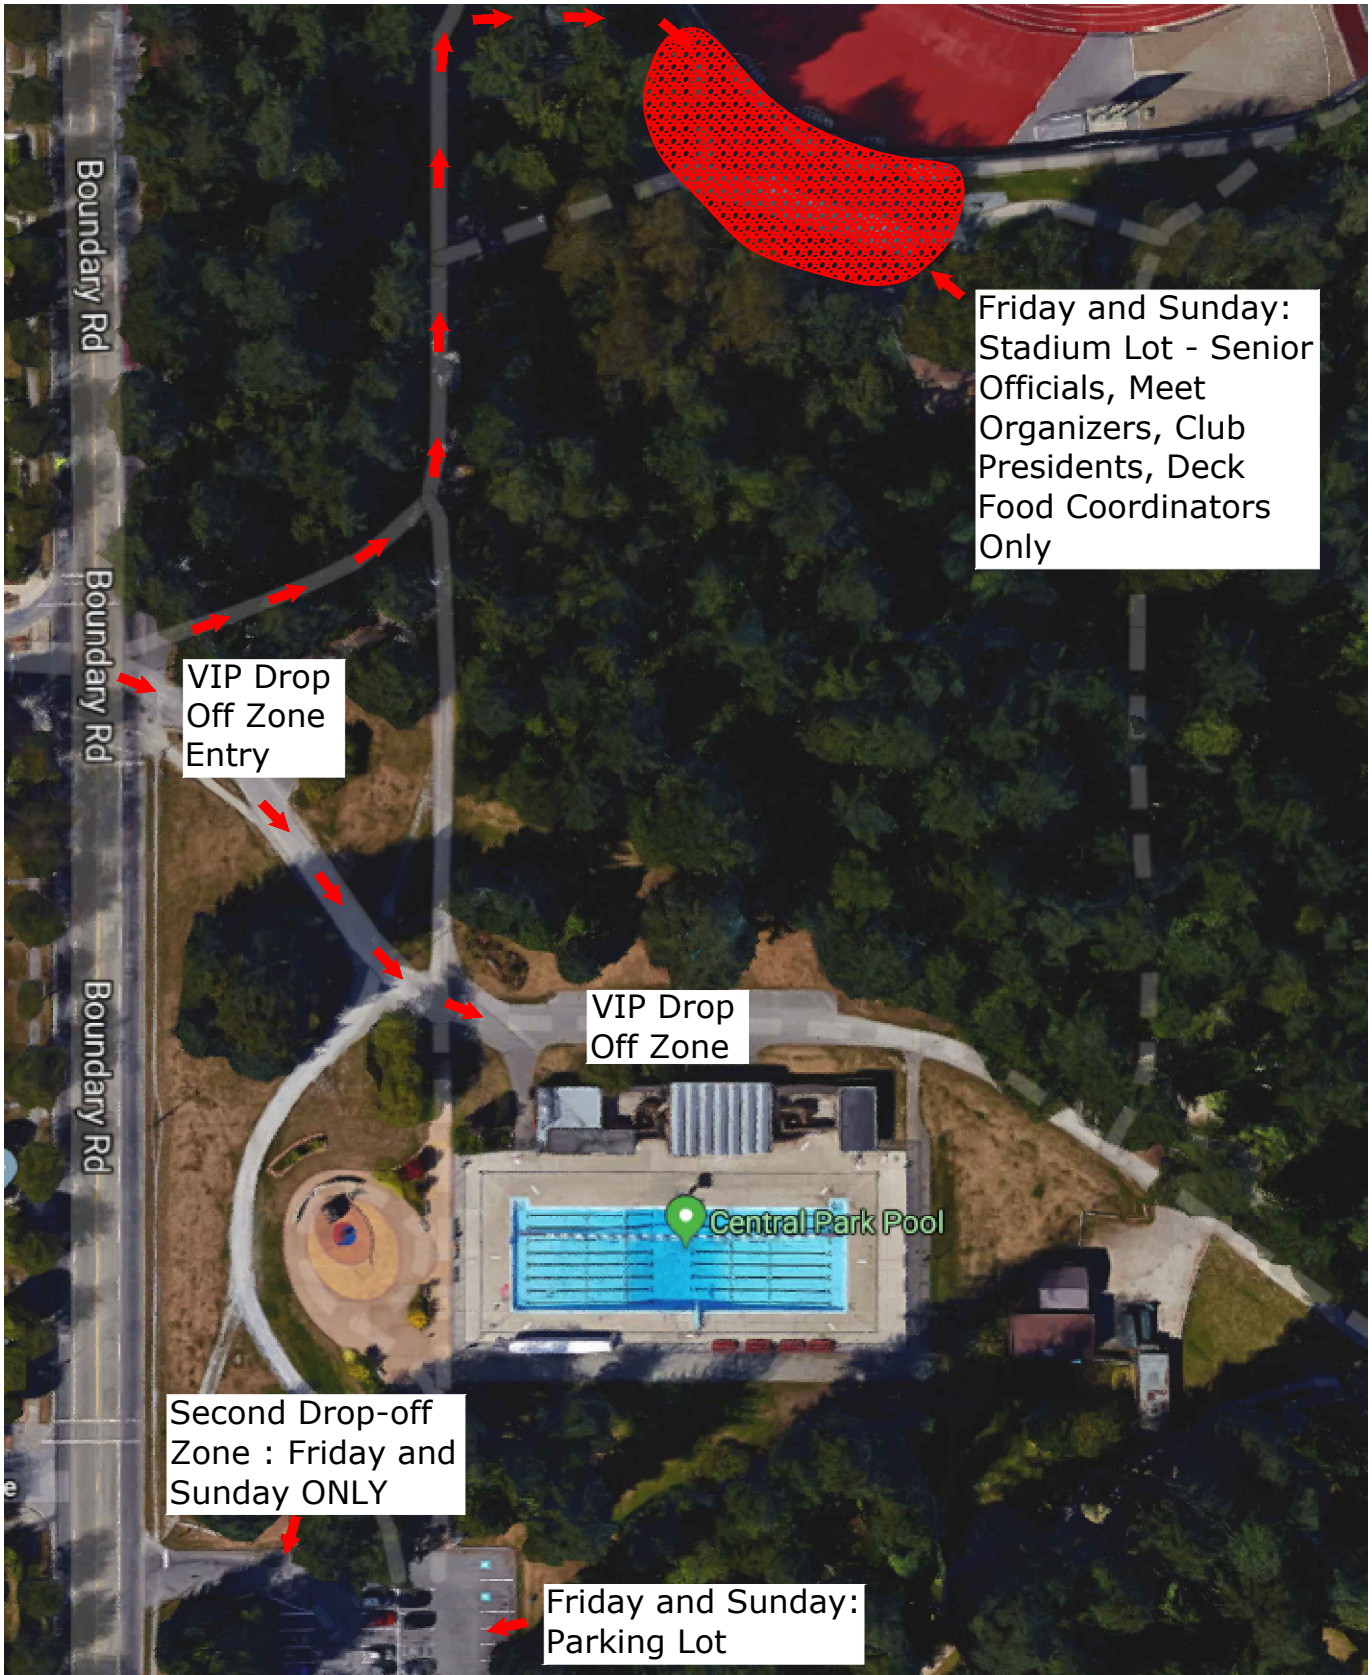 Boundary Rd
Friday and Sunday:
Stadium Lot - Senior
Officials, Meet
Organizers, Club
Presidents, Deck
Food Coordinators
Only
Boundary Rd
VIP Drop
Off Zone
Entry
Boundary Rd
VIP Drop
Off Zone
Central Park Pool
Second Drop-off
Zone : Friday and
Sunday ONLY
e
Friday and Sunday:
Parking Lot